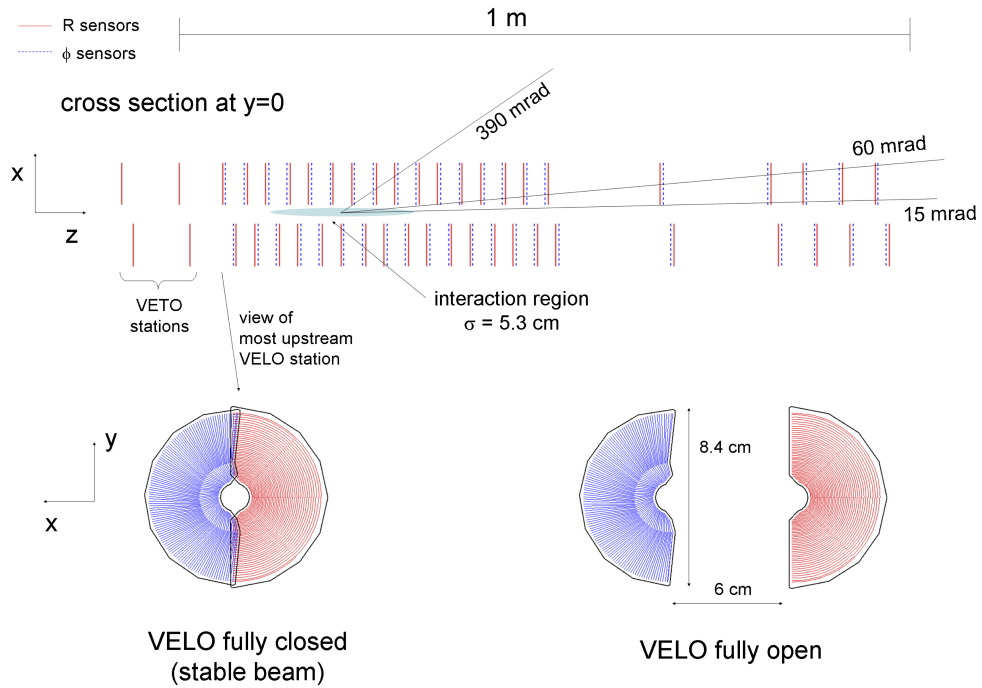 R sensors
ϕ sensors
1 m
cross section at y=0
390 mrad
60 mrad
15 mrad
x
z
VETO
stations
view of
most upstream
VELO station
interaction region
σ = 5.3 cm
y
x
8.4 cm
6 cm
VELO fully closed
(stable beam)
VELO fully open